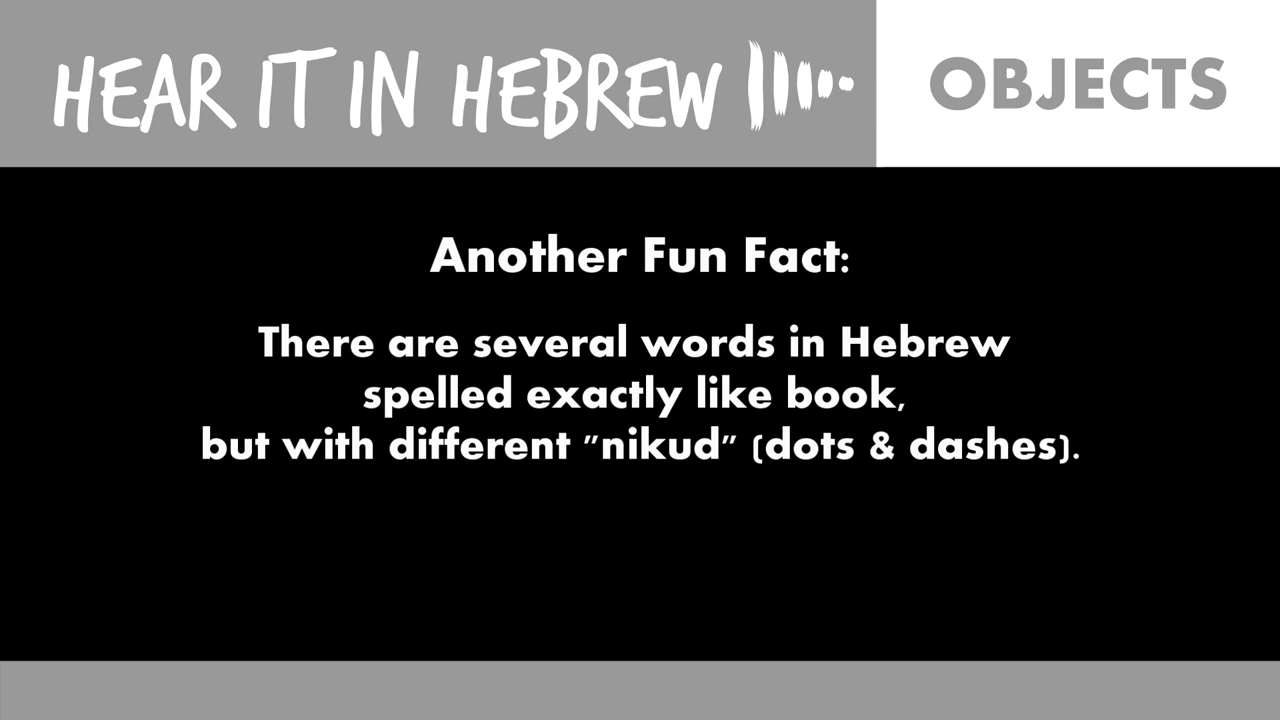 HEAR IT IN HEBREW
OBJECTS
Another Fun Fact:
There are several words in Hebrew
spelled exactly like book,
but with different "nikud" (dots & dashes).